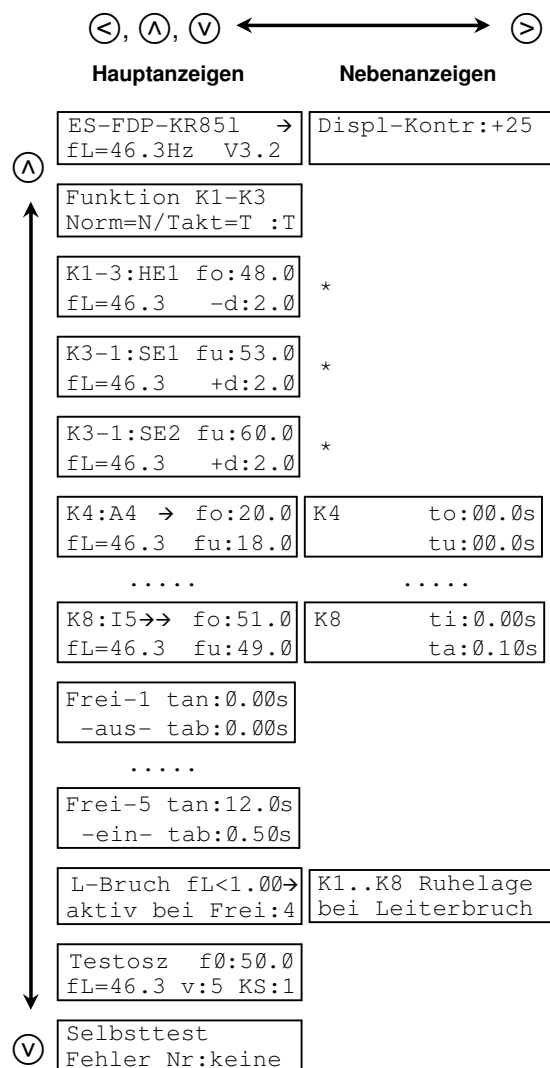 <, ∧, ∨ > 
Hauptanzeigen Nebenanzeigen
ES-FDP-KR85l → Displ-Kontr:+25
fL=46.3Hz V3.2
∧
Funktion K1-K3
Norm=N/Takt=T :T
K1-3:HE1 fo:48.0
fL=46.3 -d:2.0
*
K3-1:SE1 fu:53.0
fL=46.3 +d:2.0
*
K3-1:SE2 fu:60.0
fL=46.3 +d:2.0
*
K4:A4 → fo:20.0 K4 to:00.0s
fL=46.3 fu:18.0 tu:00.0s
..... .....
K8:I5→→ fo:51.0 K8 ti:0.00s
fL=46.3 fu:49.0 ta:0.10s
Frei-1 tan:0.00s
-aus- tab:0.00s
.....
Frei-5 tan:12.0s
-ein- tab:0.50s
L-Bruch fL<1.00→ K1..K8 Ruhelage
aktiv bei Frei:4 bei Leiterbruch
Testosz f0:50.0
fL=46.3 v:5 KS:1
Selbsttest
∨
Fehler Nr:keine